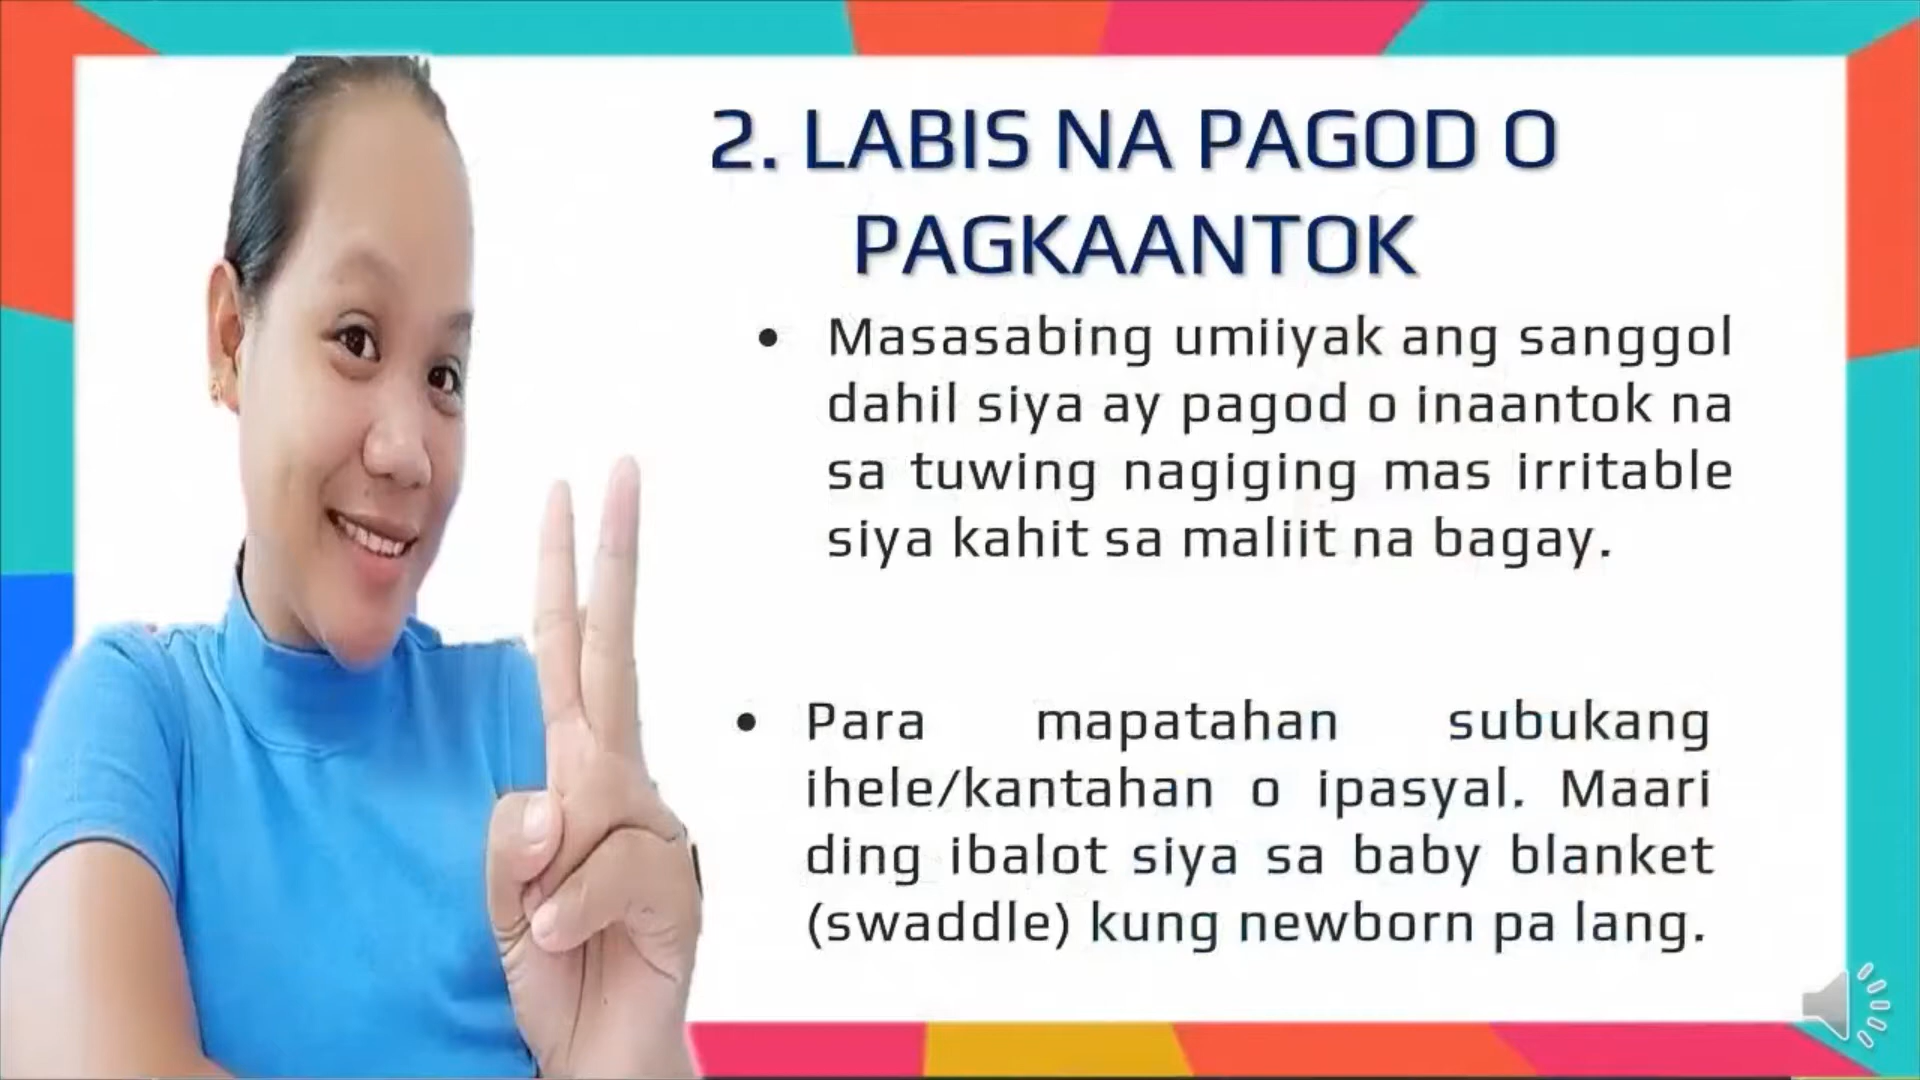 2. LABIS NA PAGOD O
PAGKAANTOK
• Masasabing umiiyak ang sanggol
dahil siya ay pagod o inaantok na
sa tuwing nagiging mas irritable
siya kahit sa maliit na bagay.
• Para mapatahan subukang
ihele/kantahan o ipasyal. Maari
ding ibalot siya sa baby blanket
(swaddle) kung newborn pa lang.